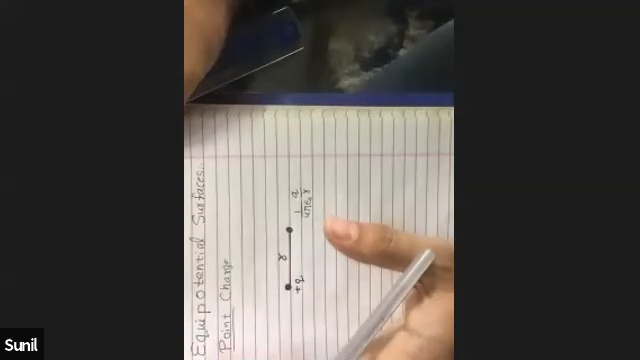 Equipotential Surfaces.
Point Charge
r
+q
1 q
4πε₀ r
Sunil